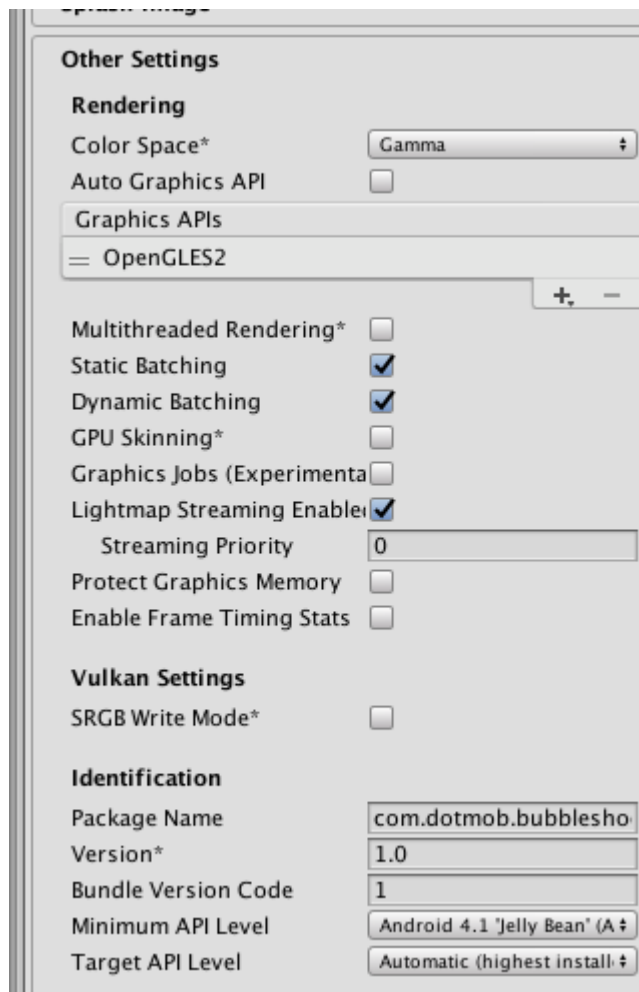 Splash Image
Other Settings
Rendering
Color Space* Gamma
Auto Graphics API
Graphics APIs
OpenGLES2
Multithreaded Rendering*
Static Batching
Dynamic Batching
GPU Skinning*
Graphics Jobs (Experimenta
Lightmap Streaming Enabled
Streaming Priority 0
Protect Graphics Memory
Enable Frame Timing Stats
Vulkan Settings
SRGB Write Mode*
Identification
Package Name com.dotmob.bubblesho
Version* 1.0
Bundle Version Code 1
Minimum API Level Android 4.1 'Jelly Bean' (A
Target API Level Automatic (highest install